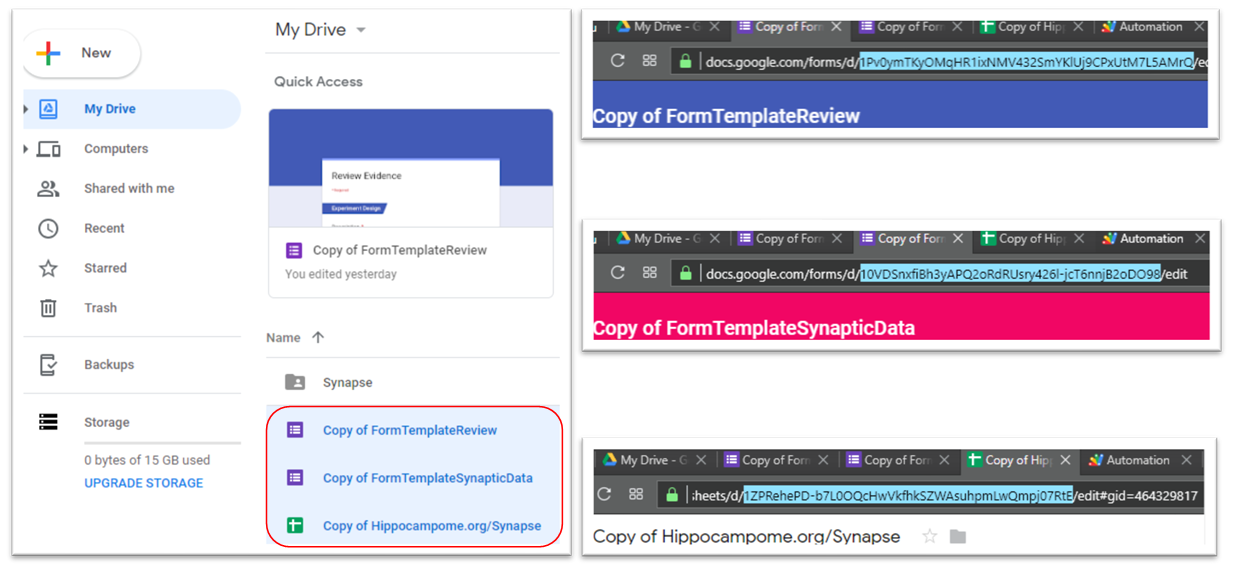 New
My Drive
Computers
Shared with me
Recent
Starred
Trash
Backups
Storage
0 bytes of 15 GB used
UPGRADE STORAGE
My Drive
Quick Access
Review Evidence
Experiment Design
Copy of FormTemplateReview
You edited yesterday
Name
Synapse
Copy of FormTemplateReview
Copy of FormTemplateSynapticData
Copy of Hippocampome.org/Synapse
My Drive - G Copy of Form Copy of Form Copy of Hipp Automation
docs.google.com/forms/d/1Pv0ymTKyOMqHR1ixNMV432SmYKlUj9CPxUtM7L5AMrQ/ed
Copy of FormTemplateReview
My Drive - G Copy of Form Copy of Form Copy of Hipp Automation
docs.google.com/forms/d/10VDSnxfiBh3yAPQ2oRdRUsry426l-jcT6nnjB2oDO98/edit
Copy of FormTemplateSynapticData
My Drive - G Copy of Form Copy of Form Copy of Hipp Automation
heets/d/1ZPRehePD-b7L0OQcHwVkfhkSZWAsuhpmLwQmpj07RtE/edit#gid=464329817
Copy of Hippocampome.org/Synapse